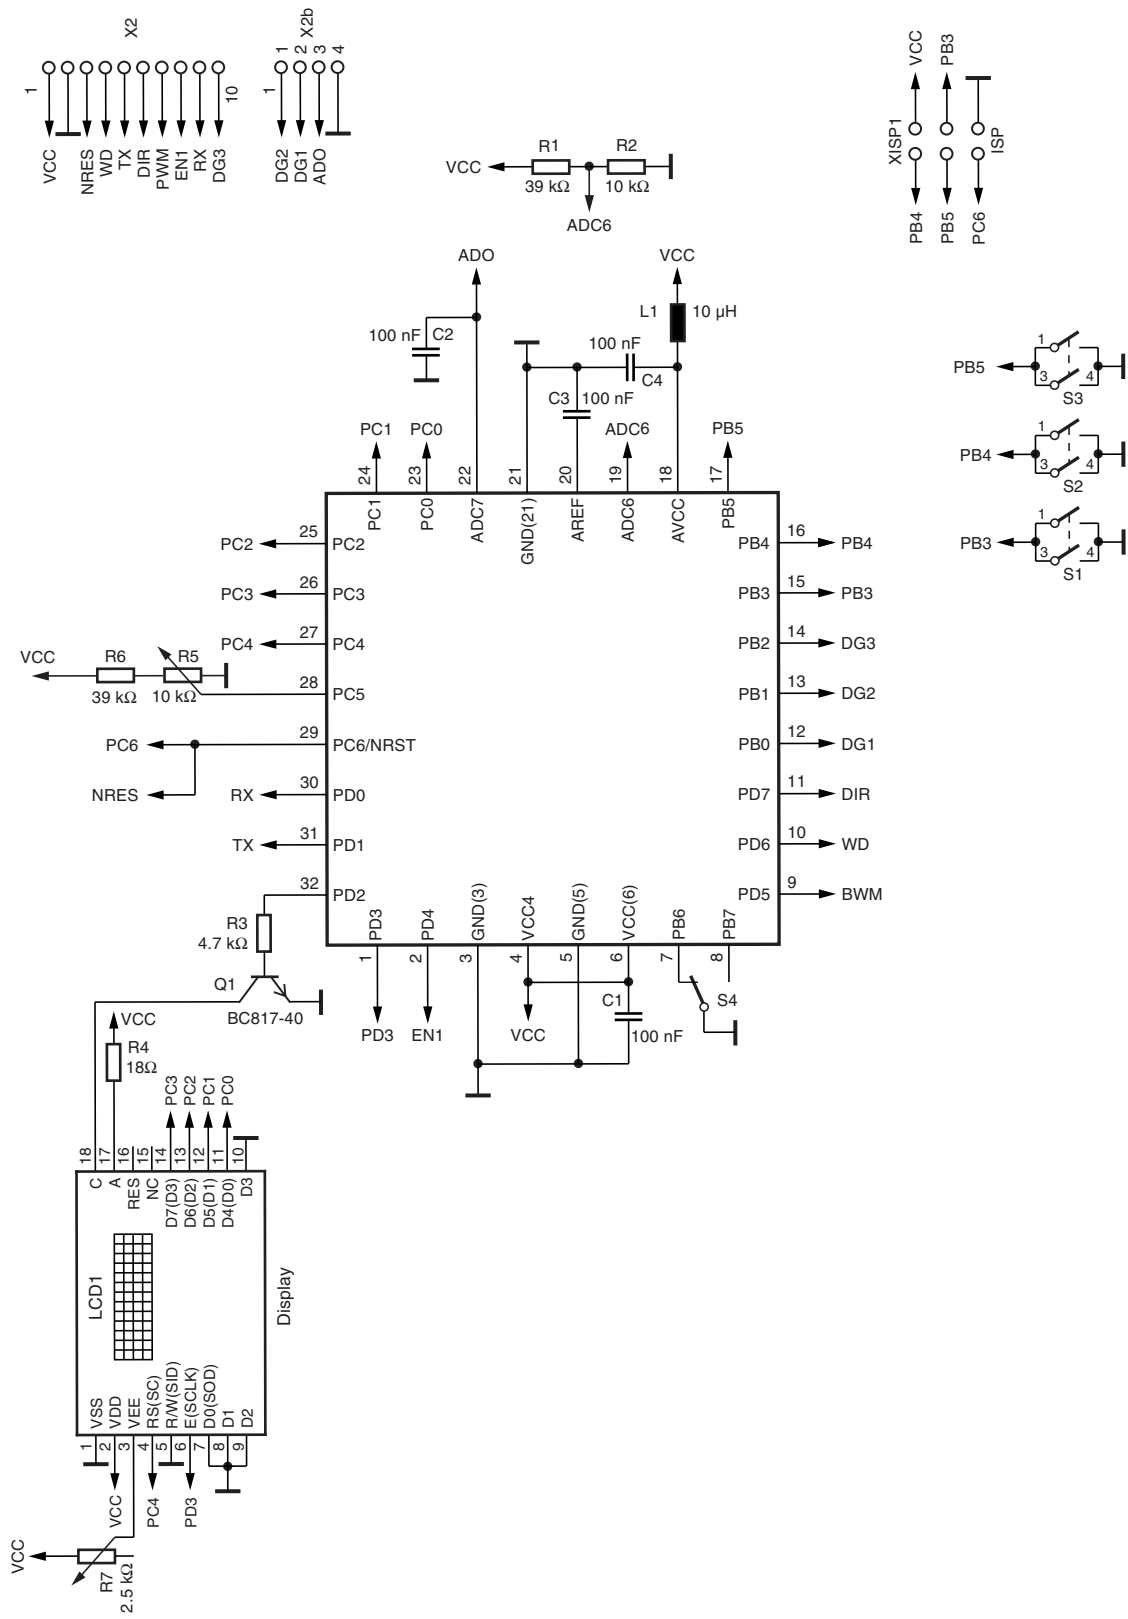 X2
1
10
VCC
NRES
WD
TX
DIR
PWM
EN1
RX
DG3
X2b
1 2 3 4
1
DG2
DG1
ADO
R1
R2
VCC
39 kΩ
10 kΩ
ADC6
VCC
PB3
XISP1
ISP
PB4
PB5
PC6
ADO
VCC
L1
10 µH
100 nF
C2
100 nF
C4
C3
100 nF
PC1
PC0
ADC6
PB5
24
23
22
21
20
19
18
17
PC1
PC0
ADC7
GND(21)
AREF
ADC6
AVCC
PB5
PB5
1
3
4
S3
PB4
1
3
4
S2
PB3
1
3
4
S1
PC2
25
PC2
PC3
26
PC3
PC4
27
PC4
VCC
R6
R5
39 kΩ
10 kΩ
28
PC5
PC6
29
PC6/NRST
NRES
RX
30
PD0
TX
31
PD1
32
PD2
PB4
16
PB4
PB3
15
PB3
PB2
14
DG3
PB1
13
DG2
PB0
12
DG1
PD7
11
DIR
PD6
10
WD
PD5
9
BWM
PD3
PD4
GND(3)
VCC4
GND(5)
VCC(6)
PB6
PB7
1
2
3
4
5
6
7
8
PD3
EN1
VCC
C1
100 nF
S4
R3
4.7 kΩ
Q1
BC817-40
VCC
R4
18Ω
PC3
PC2
PC1
PC0
18
17
16
15
14
13
12
11
10
C
A
RES
NC
D7(D3)
D6(D2)
D5(D1)
D4(D0)
D3
LCD1
Display
VSS
VDD
VEE
RS(SC)
R/W(SID)
E(SCLK)
D0(SOD)
D1
D2
1
2
3
4
5
6
7
8
9
VCC
PC4
PD3
VCC
R7
2.5 kΩ